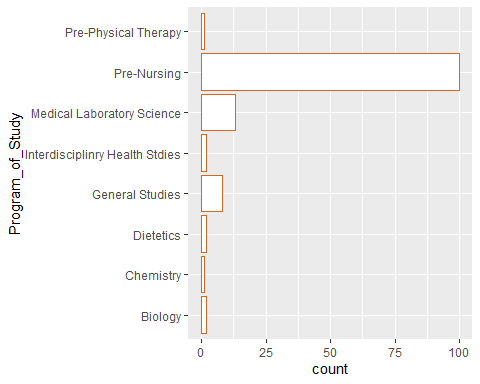 Program_of_Study
Pre-Physical Therapy
Pre-Nursing
Medical Laboratory Science
Interdisciplinry Health Stdies
General Studies
Dietetics
Chemistry
Biology
0 25 50 75 100
count